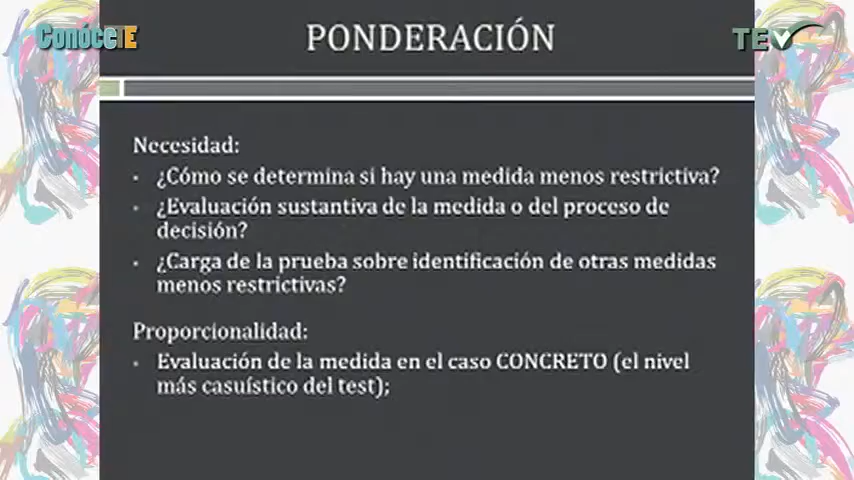 ConóceTE
TEV
PONDERACIÓN
Necesidad:
¿Cómo se determina si hay una medida menos restrictiva?
¿Evaluación sustantiva de la medida o del proceso de
decisión?
¿Carga de la prueba sobre identificación de otras medidas
menos restrictivas?
Proporcionalidad:
Evaluación de la medida en el caso CONCRETO (el nivel
más casuístico del test);